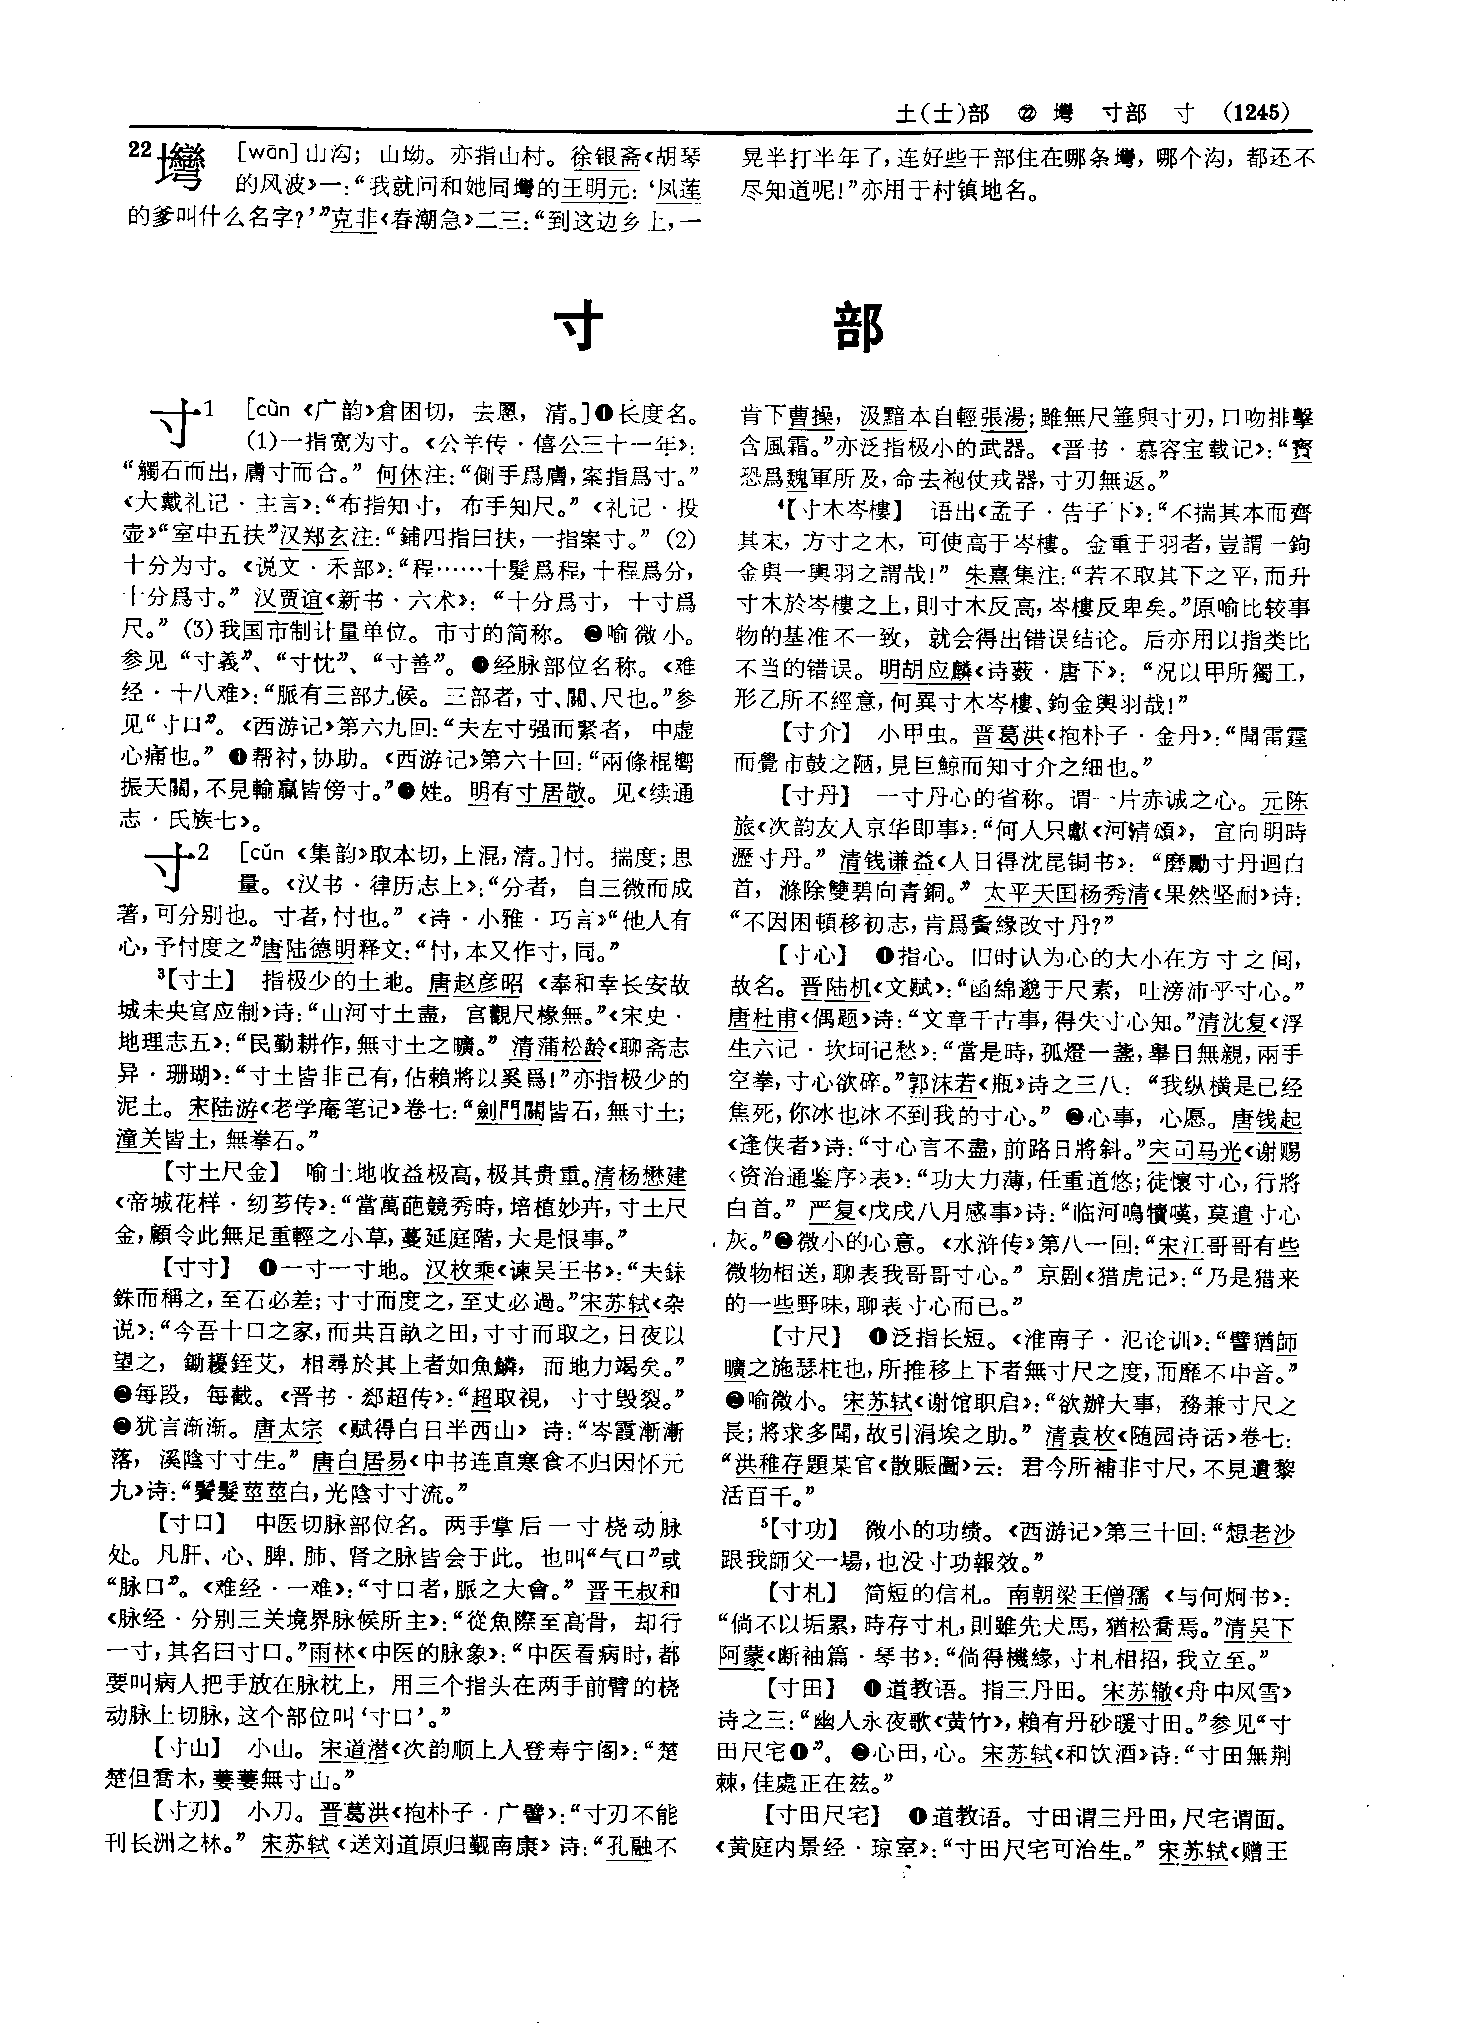 土(士)部 ㉒ 壪 寸部 寸 (1245)
22壪 [wān]山沟；山坳。亦指山村。徐银斋《胡琴
的风波》一：“我就问和她同壪的王明元：‘凤莲
的爹叫什么名字？’”克非《春潮急》二三：“到这边乡上，一
晃半打半年了，连好些干部住在哪条壪，哪个沟，都还不
尽知道呢！”亦用于村镇地名。
寸 部
寸1 [cùn《广韵》倉困切，去慁，清。]❶长度名。
(1)一指宽为寸。《公羊传·僖公三十一年》：
“觸石而出，膚寸而合。”何休注：“側手爲膚，案指爲寸。”
《大戴礼记·主言》：“布指知寸，布手知尺。”《礼记·投
壶》“室中五扶”汉郑玄注：“鋪四指曰扶，一指案寸。”(2)
十分为寸。《说文·禾部》：“程……十髮爲程，十程爲分，
十分爲寸。”汉贾谊《新书·六术》：“十分爲寸，十寸爲
尺。”(3)我国市制计量单位。市寸的简称。❷喻微小。
参见“寸義”、“寸忱”、“寸善”。❸经脉部位名称。《难
经·十八难》：“脈有三部九候。三部者，寸、關、尺也。”参
见“寸口”。《西游记》第六九回：“夫左寸强而緊者，中虚
心痛也。”❹帮衬，协助。《西游记》第六十回：“兩條棍嚮
振天關，不見輸贏皆傍寸。”❺姓。明有寸居敬。见《续通
志·氏族七》。
寸2 [cǔn《集韵》取本切，上混，清。]忖。揣度；思
量。《汉书·律历志上》：“分者，自三微而成
著，可分别也。寸者，忖也。”《诗·小雅·巧言》“他人有
心，予忖度之”唐陆德明释文：“忖，本又作寸，同。”
3【寸土】 指极少的土地。唐赵彦昭《奉和幸长安故
城未央宫应制》诗：“山河寸土盡，宫觀尺椽無。”《宋史·
地理志五》：“民勤耕作，無寸土之曠。”清蒲松龄《聊斋志
异·珊瑚》：“寸土皆非己有，佔賴將以奚爲！”亦指极少的
泥土。宋陆游《老学庵笔记》卷七：“劍門關皆石，無寸土；
潼关皆土，無拳石。”
【寸土尺金】 喻土地收益极高，极其贵重。清杨懋建
《帝城花样·纫芗传》：“當萬葩競秀時，培植妙卉，寸土尺
金，顧令此無足重輕之小草，蔓延庭階，大是恨事。”
【寸寸】 ❶一寸一寸地。汉枚乘《谏吴王书》：“夫銖
銖而稱之，至石必差；寸寸而度之，至丈必過。”宋苏轼《杂
说》：“今吾十口之家，而共百畝之田，寸寸而取之，日夜以
望之，鋤耰銍艾，相尋於其上者如魚鱗，而地力竭矣。”
❷每段，每截。《晋书·郄超传》：“超取視，寸寸毁裂。”
❸犹言渐渐。唐太宗《赋得白日半西山》诗：“岑霞漸漸
落，溪陰寸寸生。”唐白居易《中书连直寒食不归因怀元
九》诗：“鬢髮莖莖白，光陰寸寸流。”
【寸口】 中医切脉部位名。两手掌后一寸桡动脉
处。凡肝、心、脾、肺、肾之脉皆会于此。也叫“气口”或
“脉口”。《难经·一难》：“寸口者，脈之大會。”晋王叔和
《脉经·分别三关境界脉候所主》：“從魚際至高骨，却行
一寸，其名曰寸口。”雨林《中医的脉象》：“中医看病时，都
要叫病人把手放在脉枕上，用三个指头在两手前臂的桡
动脉上切脉，这个部位叫‘寸口’。”
【寸山】 小山。宋道潜《次韵顺上人登寿宁阁》：“楚
楚但喬木，萋萋無寸山。”
【寸刃】 小刀。晋葛洪《抱朴子·广譬》：“寸刃不能
刊长洲之林。”宋苏轼《送刘道原归觐南康》诗：“孔融不
肯下曹操，汲黯本自輕張湯；雖無尺箠與寸刃，口吻排擊
含風霜。”亦泛指极小的武器。《晋书·慕容宝载记》：“寶
恐爲魏軍所及，命去袍仗戎器，寸刃無返。”
4【寸木岑樓】 语出《孟子·告子下》：“不揣其本而齊
其末，方寸之木，可使高于岑樓。金重于羽者，豈謂一鉤
金與一輿羽之謂哉！”朱熹集注：“若不取其下之平，而升
寸木於岑樓之上，則寸木反高，岑樓反卑矣。”原喻比较事
物的基准不一致，就会得出错误结论。后亦用以指类比
不当的错误。明胡应麟《诗薮·唐下》：“况以甲所獨工，
形乙所不經意，何異寸木岑樓、鉤金輿羽哉！”
【寸介】 小甲虫。晋葛洪《抱朴子·金丹》：“聞雷霆
而覺市鼓之陋，見巨鯨而知寸介之细也。”
【寸丹】 一寸丹心的省称。谓一片赤诚之心。元陈
旅《次韵友人京华即事》：“何人只獻《河清頌》，宜向明時
瀝寸丹。”清钱谦益《人日得沈昆铜书》：“磨勵寸丹迴白
首，滌除雙碧向青銅。”太平天国杨秀清《果然坚耐》诗：
“不因困頓移初志，肯爲夤緣改寸丹？”
【寸心】 ❶指心。旧时认为心的大小在方寸之间，
故名。晋陆机《文赋》：“函綿邈于尺素，吐滂沛乎寸心。”
唐杜甫《偶题》诗：“文章千古事，得失寸心知。”清沈复《浮
生六记·坎坷记愁》：“當是時，孤燈一盞，舉目無親，兩手
空拳，寸心欲碎。”郭沫若《瓶》诗之三八：“我纵横是已经
焦死，你冰也冰不到我的寸心。”❷心事，心愿。唐钱起
《逢侠者》诗：“寸心言不盡，前路日將斜。”宋司马光《谢赐
〈资治通鉴序〉表》：“功大力薄，任重道悠；徒懷寸心，行將
白首。”严复《戊戌八月感事》诗：“临河鳴犢嘆，莫遣寸心
灰。”❸微小的心意。《水浒传》第八一回：“宋江哥哥有些
微物相送，聊表我哥哥寸心。”京剧《猎虎记》：“乃是猎来
的一些野味，聊表寸心而已。”
【寸尺】 ❶泛指长短。《淮南子·氾论训》：“譬猶師
曠之施瑟柱也，所推移上下者無寸尺之度，而靡不中音。”
❷喻微小。宋苏轼《谢馆职启》：“欲辦大事，務兼寸尺之
長；將求多聞，故引涓埃之助。”清袁枚《随园诗话》卷七：
“洪稚存題某官《散賑圖》云：君今所補非寸尺，不見遺黎
活百千。”
5【寸功】 微小的功绩。《西游记》第三十回：“想老沙
跟我師父一場，也没寸功報效。”
【寸札】 简短的信札。南朝梁王僧孺《与何炯书》：
“倘不以垢累，時存寸札，則雖先犬馬，猶松喬焉。”清吴下
阿蒙《断袖篇·琴书》：“倘得機緣，寸札相招，我立至。”
【寸田】 ❶道教语。指三丹田。宋苏辙《舟中风雪》
诗之三：“幽人永夜歌《黄竹》，賴有丹砂暖寸田。”参见“寸
田尺宅❶”。❷心田，心。宋苏轼《和饮酒》诗：“寸田無荆
棘，佳處正在兹。”
【寸田尺宅】 ❶道教语。寸田谓三丹田，尺宅谓面。
《黄庭内景经·琼室》：“寸田尺宅可治生。”宋苏轼《赠王